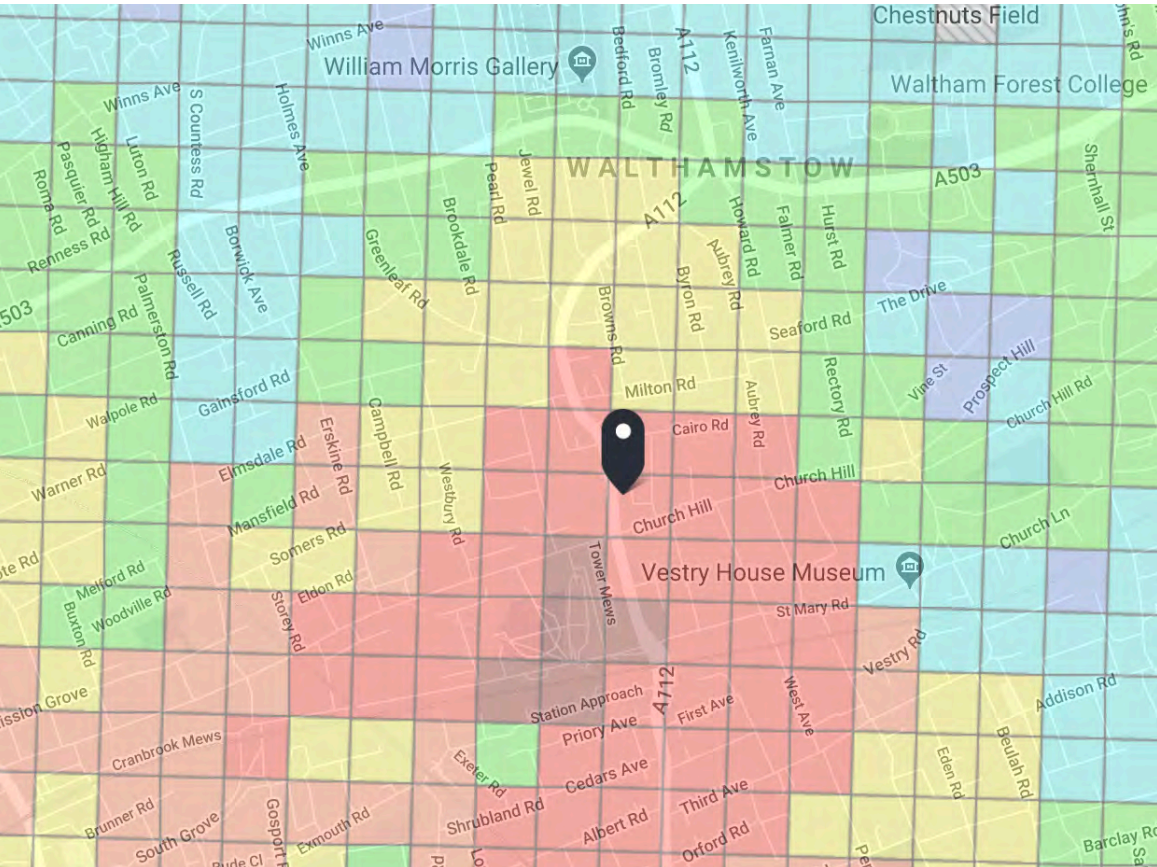 Chestnuts Field
Winns Ave
William Morris Gallery
Bedford Rd
Bromley Rd
A112
Kenilworth Ave
Farnan Ave
Waltham Forest College
Winns Ave
S Countess Rd
Holmes Ave
WALTHAMSTOW
A503
Shernhall St
Luton Rd
Higham Hill Rd
Pasquier Rd
Roma Rd
Renness Rd
Jewel Rd
Pearl Rd
A112
Brookdale Rd
Howard Rd
Falmer Rd
Hurst Rd
Borwick Ave
Russell Rd
Greenleaf Rd
Aubrey Rd
Byron Rd
The Drive
Palmerston Rd
Canning Rd
Browns Rd
Seaford Rd
Prospect Hill
Vine St
Rectory Rd
Church Hill Rd
Milton Rd
Gainsford Rd
Walpole Rd
Aubrey Rd
Campbell Rd
Erskine Rd
Cairo Rd
Elmsdale Rd
Warner Rd
Westbury Rd
Church Hill
Mansfield Rd
Church Hill
Church Ln
Somers Rd
Tower Mews
Vestry House Museum
Melford Rd
Eldon Rd
Woodville Rd
Buxton Rd
Storey Rd
St Mary Rd
Vestry Rd
A112
Station Approach
First Ave
West Ave
Addison Rd
Priory Ave
Cranbrook Mews
Exeter Rd
Cedars Ave
Eden Rd
Beulah Rd
Third Ave
Brunner Rd
South Grove
Exmouth Rd
Shrubland Rd
Albert Rd
Orford Rd
Barclay Rd